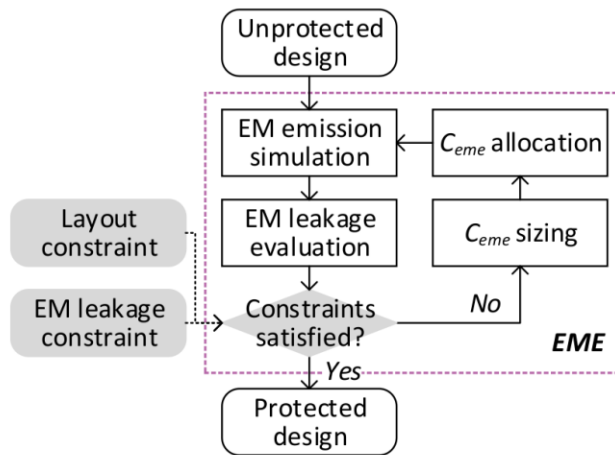 Unprotected
design
EM emission
simulation
C_eme allocation
EM leakage
evaluation
C_eme sizing
Layout
constraint
EM leakage
constraint
Constraints
satisfied?
No
EME
Yes
Protected
design